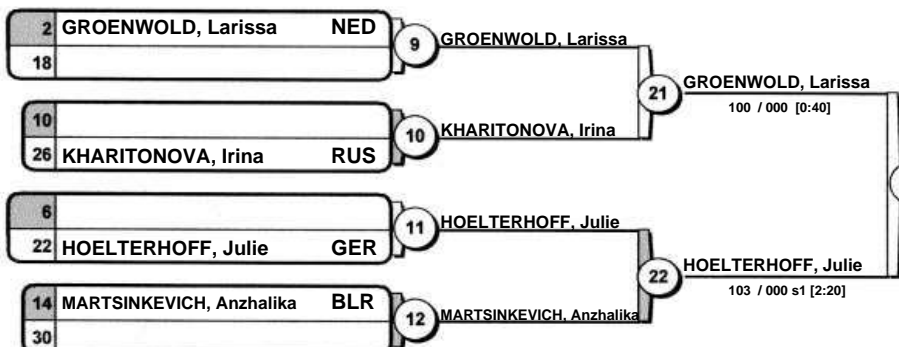 2 GROENWOLD, Larissa NED
18
9 GROENWOLD, Larissa
10
26 KHARITONOVA, Irina RUS
10 KHARITONOVA, Irina
21 GROENWOLD, Larissa
100 / 000 [0:40]
6
22 HOELTERHOFF, Julie GER
11 HOELTERHOFF, Julie
14 MARTSINKEVICH, Anzhalika BLR
30
12 MARTSINKEVICH, Anzhalika
22 HOELTERHOFF, Julie
103 / 000 s1 [2:20]